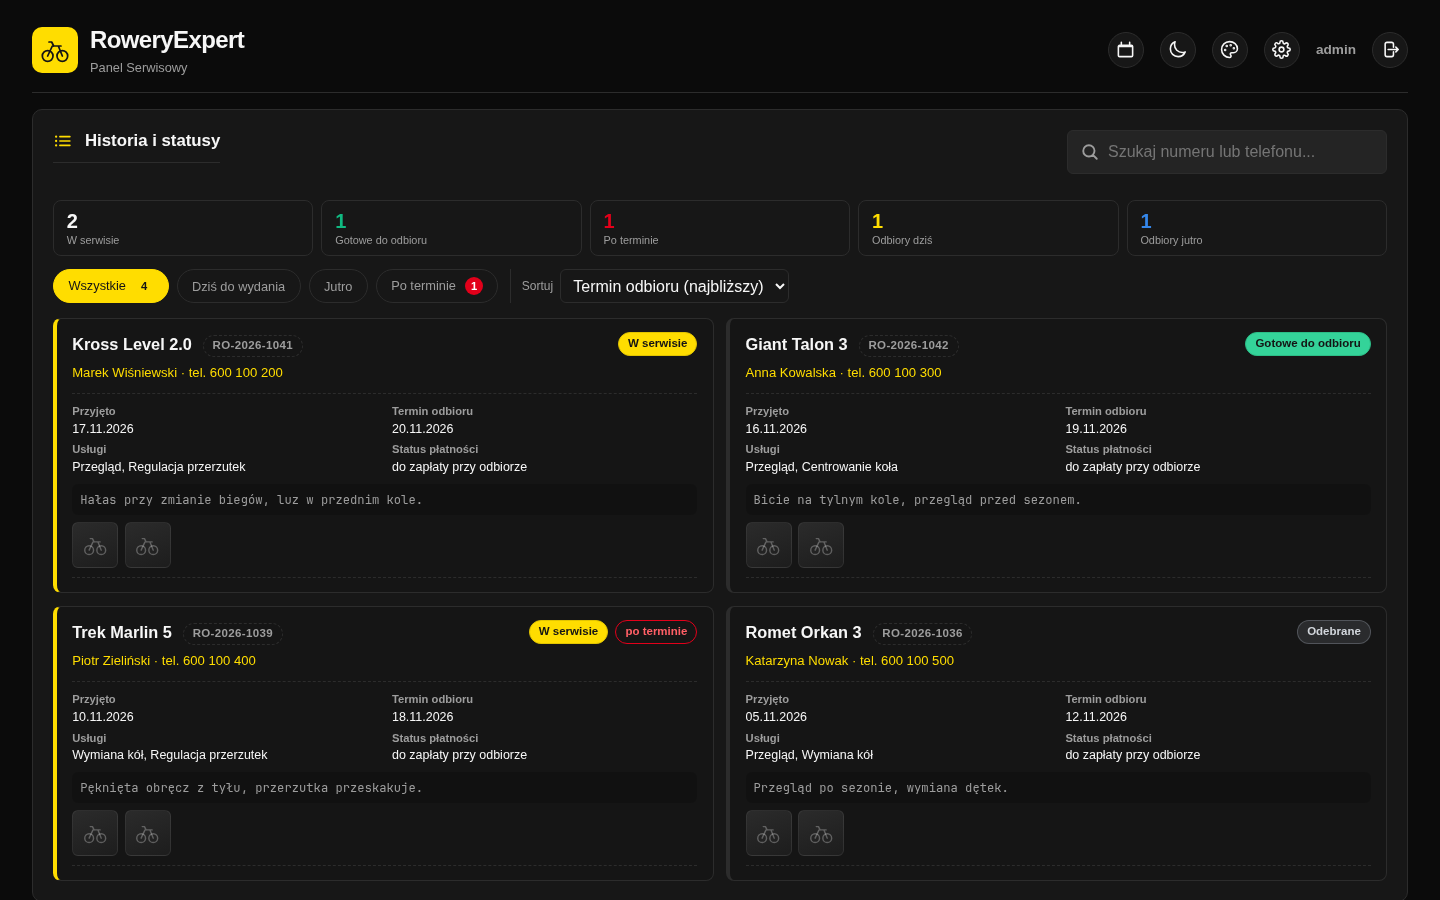 RoweryExpert
Panel Serwisowy
admin
Historia i statusy
Szukaj numeru lub telefonu...
2
W serwisie
1
Gotowe do odbioru
1
Po terminie
1
Odbiory dziś
1
Odbiory jutro
Wszystkie 4
Dziś do wydania
Jutro
Po terminie 1
Sortuj
Termin odbioru (najbliższy)
Kross Level 2.0 RO-2026-1041 W serwisie
Marek Wiśniewski · tel. 600 100 200
Przyjęto Termin odbioru
17.11.2026 20.11.2026
Usługi Status płatności
Przegląd, Regulacja przerzutek do zapłaty przy odbiorze
Hałas przy zmianie biegów, luz w przednim kole.
Giant Talon 3 RO-2026-1042 Gotowe do odbioru
Anna Kowalska · tel. 600 100 300
Przyjęto Termin odbioru
16.11.2026 19.11.2026
Usługi Status płatności
Przegląd, Centrowanie koła do zapłaty przy odbiorze
Bicie na tylnym kole, przegląd przed sezonem.
Trek Marlin 5 RO-2026-1039 W serwisie po terminie
Piotr Zieliński · tel. 600 100 400
Przyjęto Termin odbioru
10.11.2026 18.11.2026
Usługi Status płatności
Wymiana kół, Regulacja przerzutek do zapłaty przy odbiorze
Pęknięta obręcz z tyłu, przerzutka przeskakuje.
Romet Orkan 3 RO-2026-1036 Odebrane
Katarzyna Nowak · tel. 600 100 500
Przyjęto Termin odbioru
05.11.2026 12.11.2026
Usługi Status płatności
Przegląd, Wymiana kół do zapłaty przy odbiorze
Przegląd po sezonie, wymiana dętek.